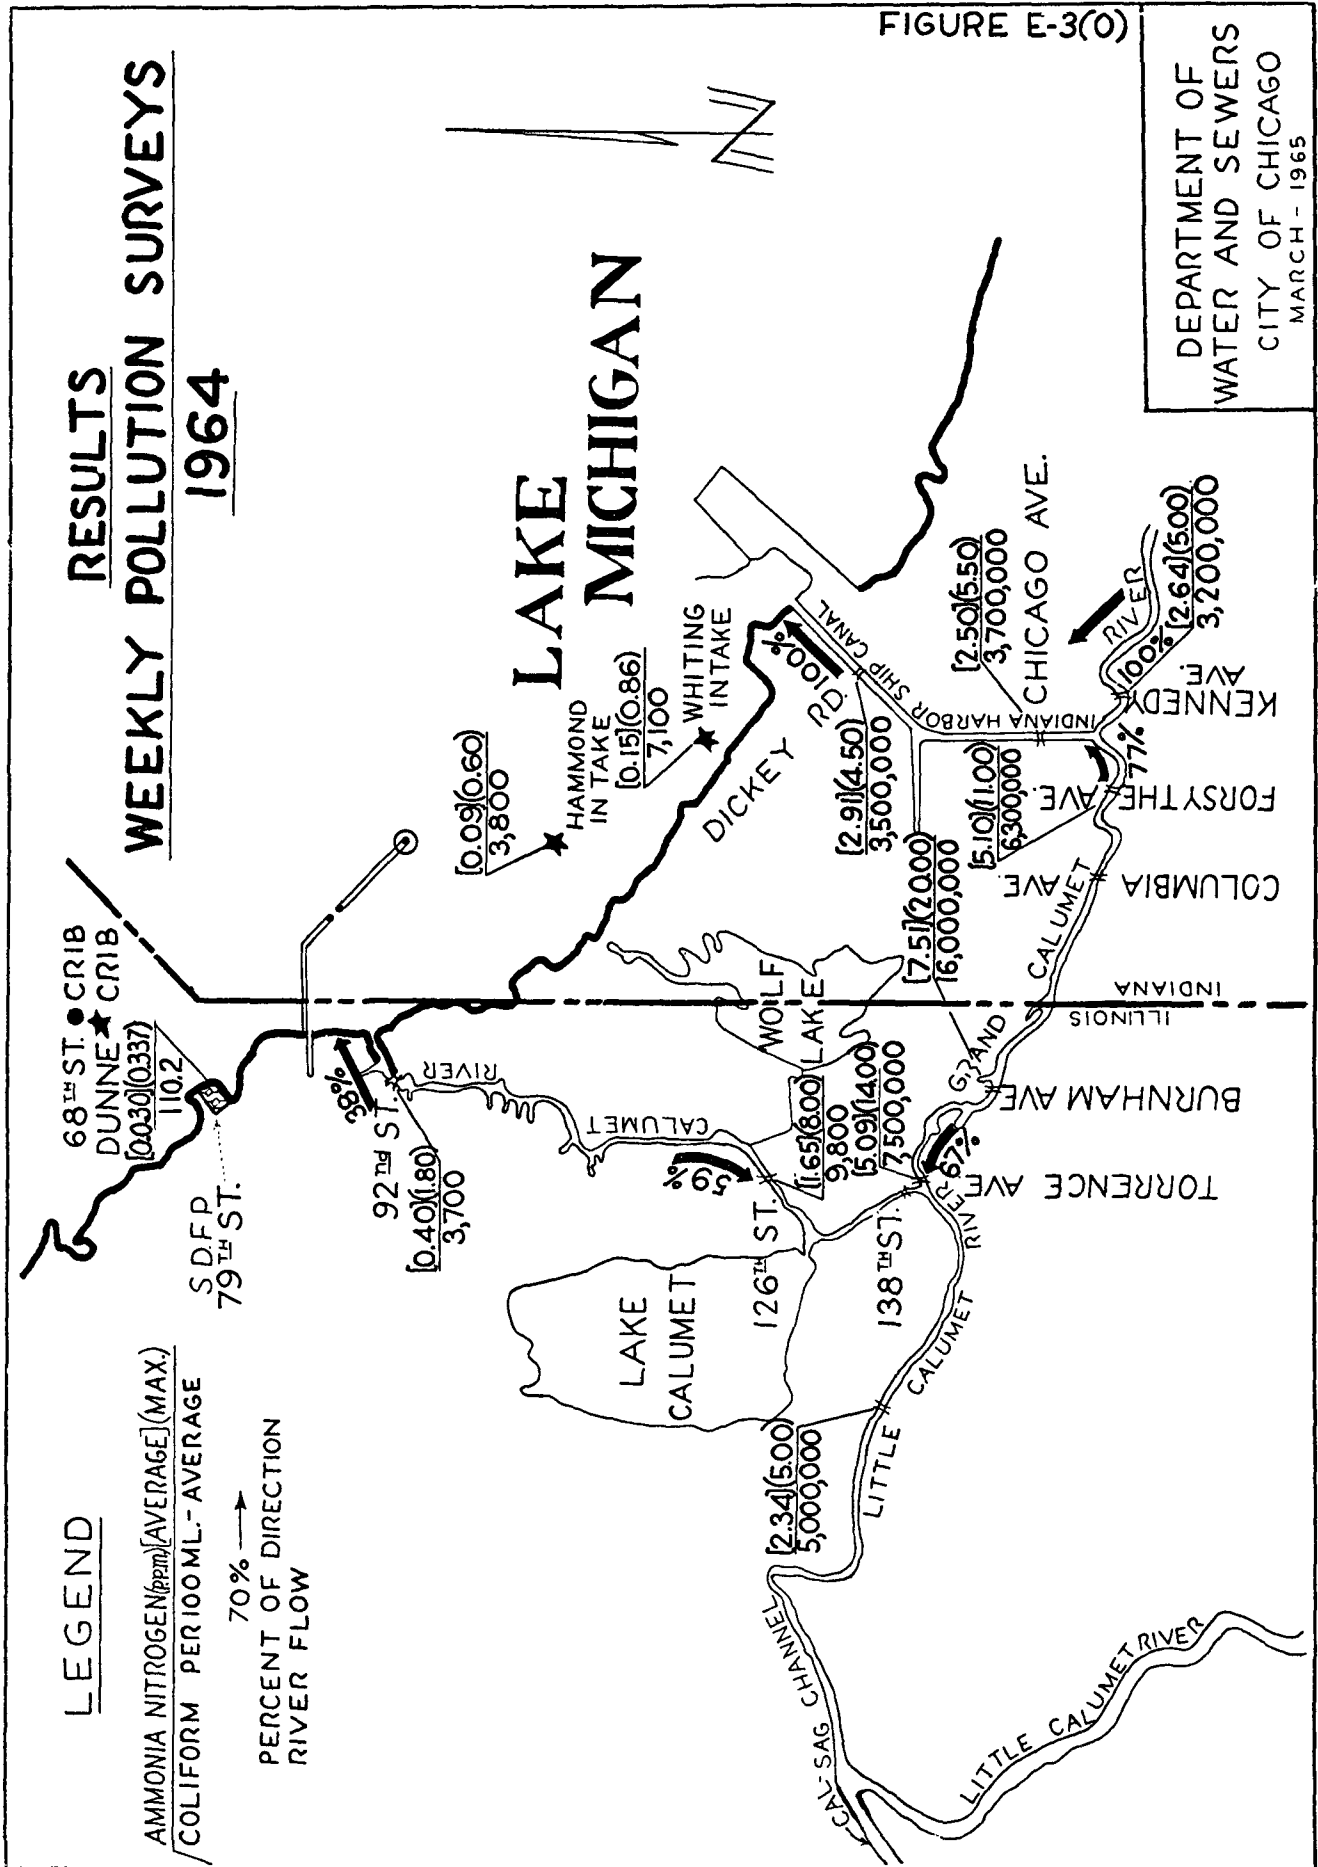 FIGURE E-3(0)
RESULTS
WEEKLY POLLUTION SURVEYS
1964
LEGEND
AMMONIA NITROGEN(ppm)[AVERAGE](MAX.)
COLIFORM PER 100 ML.-AVERAGE
70%
PERCENT OF DIRECTION
RIVER FLOW
68TH ST. CRIB
DUNNE CRIB
[0.030](0.337)
110.2
S.D.F.P.
79TH ST.
38%
92nd ST.
[0.40](1.80)
3,700
RIVER
CALUMET
LAKE
MICHIGAN
[0.09](0.60)
3,800
HAMMOND
INTAKE
[0.15](0.86)
7,100
WHITING
INTAKE
DICKEY
RD.
100%
INDIANA HARBOR SHIP CANAL
[2.91](4.50)
3,500,000
[2.50](5.50)
3,700,000
CHICAGO AVE.
RIVER
100%
[2.64](5.00)
3,200,000
KENNEDY
AVE.
77%
[5.10](11.00)
6,300,000
FORSYTHE AVE.
COLUMBIA AVE.
[7.51](20.00)
16,000,000
WOLF
LAKE
GRAND CALUMET
INDIANA
ILLINOIS
BURNHAM AVE
59%
126TH ST.
[1.65](8.00)
9,800
[5.09](14.00)
7,500,000
67%
TORRENCE AVE
138TH ST.
LAKE
CALUMET
LITTLE CALUMET RIVER
[2.34](5.00)
5,000,000
CAL-SAG CHANNEL
LITTLE CALUMET RIVER
DEPARTMENT OF
WATER AND SEWERS
CITY OF CHICAGO
MARCH-1965